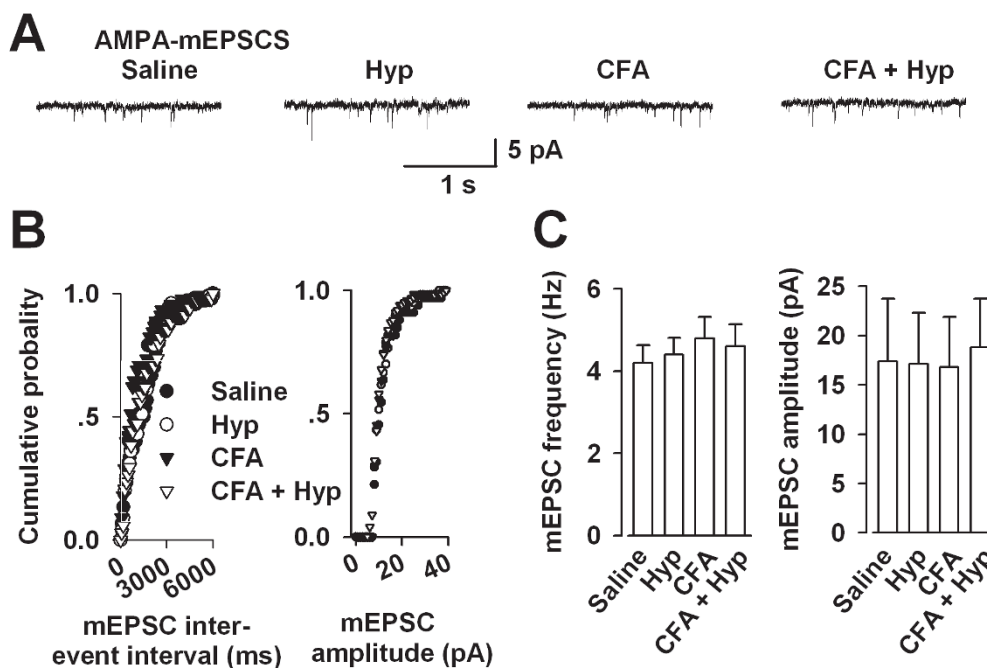 A
AMPA-mEPSCS
Saline
Hyp
CFA
CFA + Hyp
5 pA
1 s
B
Cumulative probality
1.0
.5
0.0
0
3000
6000
mEPSC inter-
event interval (ms)
Saline
Hyp
CFA
CFA + Hyp
1.0
.5
1.0
0
20
40
mEPSC
amplitude (pA)
C
mEPSC frequency (Hz)
6
4
2
0
Saline
Hyp
CFA
CFA + Hyp
mEPSC amplitude (pA)
25
20
15
10
5
0
Saline
Hyp
CFA
CFA + Hyp